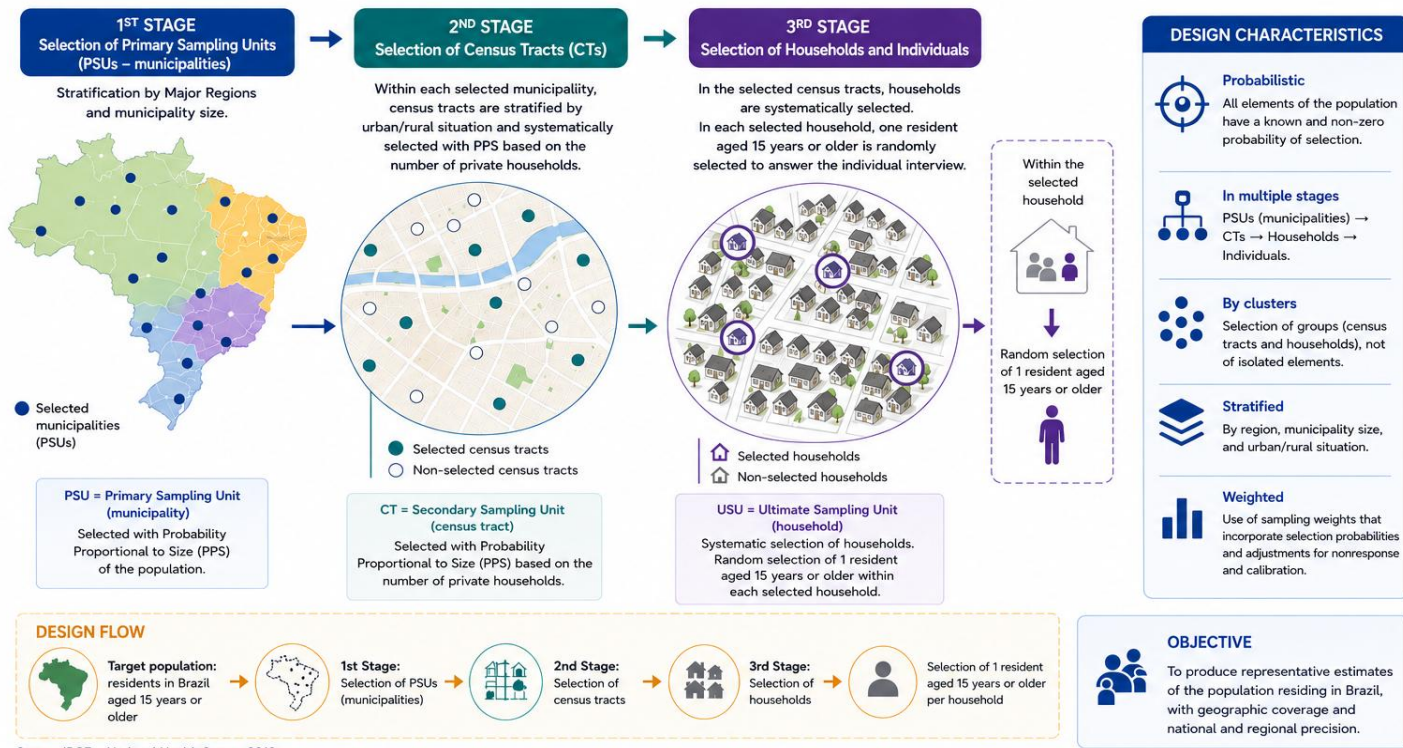 1ST STAGE
Selection of Primary Sampling Units
(PSUs – municipalities)
Stratification by Major Regions
and municipality size.
Selected
municipalities
(PSUs)
PSU = Primary Sampling Unit
(municipality)
Selected with Probability
Proportional to Size (PPS)
of the population.
2ND STAGE
Selection of Census Tracts (CTs)
Within each selected municipaliity,
census tracts are stratified by
urban/rural situation and systematically
selected with PPS based on the
number of private households.
Selected census tracts
Non-selected census tracts
CT = Secondary Sampling Unit
(census tract)
Selected with Probability
Proportional to Size (PPS) based on the
number of private households.
3RD STAGE
Selection of Households and Individuals
In the selected census tracts, households
are systematically selected.
In each selected household, one resident
aged 15 years or older is randomly
selected to answer the individual interview.
Selected households
Non-selected households
USU = Ultimate Sampling Unit
(household)
Systematic selection of households.
Random selection of 1 resident
aged 15 years or older within
each selected household.
Within the
selected
household
Random selection
of 1 resident aged
15 years or older
DESIGN CHARACTERISTICS
Probabilistic
All elements of the population
have a known and non-zero
probability of selection.
In multiple stages
PSUs (municipalities) →
CTs → Households →
Individuals.
By clusters
Selection of groups (census
tracts and households), not
of isolated elements.
Stratified
By region, municipality size,
and urban/rural situation.
Weighted
Use of sampling weights that
incorporate selection probabilities
and adjustments for nonresponse
and calibration.
DESIGN FLOW
Target population:
residents in Brazil
aged 15 years or
older
1st Stage:
Selection of PSUs
(municipalities)
2nd Stage:
Selection of
census tracts
3rd Stage:
Selection of
households
Selection of 1 resident
aged 15 years or older
per household
OBJECTIVE
To produce representative estimates
of the population residing in Brazil,
with geographic coverage and
national and regional precision.